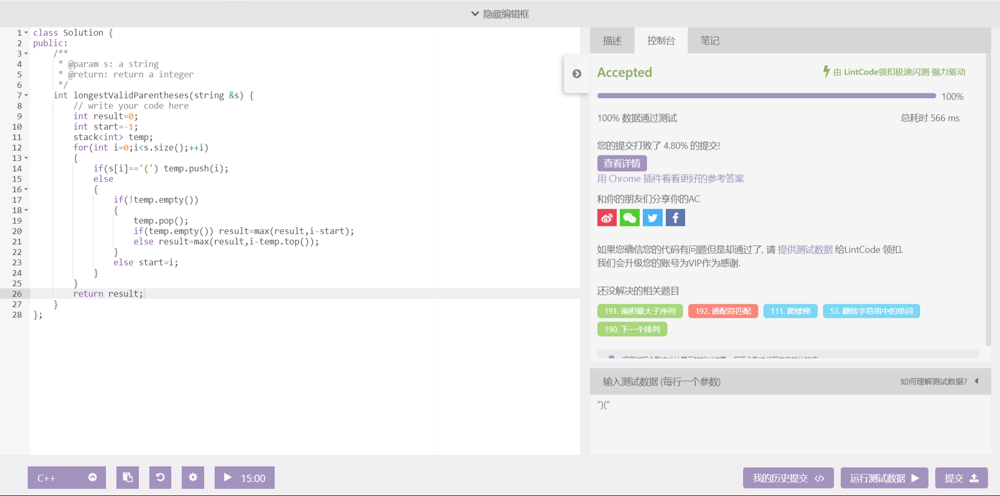 隐藏编辑框
1 class Solution {
2 public:
3     /**
4      * @param s: a string
5      * @return: return a integer
6      */
7     int longestValidParentheses(string &s) {
8         // write your code here
9         int result=0;
10         int start=-1;
11         stack<int> temp;
12         for(int i=0;i<s.size();++i)
13         {
14             if(s[i]=='(') temp.push(i);
15             else
16             {
17                 if(!temp.empty())
18                 {
19                     temp.pop();
20                     if(temp.empty()) result=max(result,i-start);
21                     else result=max(result,i-temp.top());
22                 }
23                 else start=i;
24             }
25         }
26         return result;
27     }
28 };
描述 控制台 笔记
Accepted 由 LintCode领扣极速闪测 强力驱动
100%
100% 数据通过测试 总耗时 566 ms
您的提交打败了 4.80% 的提交!
查看详情
用 Chrome 插件看看更好的参考答案
和你的朋友们分享你的AC
如果您确信您的代码有问题但是却通过了, 请 提供测试数据 给LintCode 领扣.
我们会升级您的账号为VIP作为感谢.
还没解决的相关题目
191. 乘积最大子序列 192. 通配符匹配 111. 爬楼梯 53. 翻转字符串中的单词
190. 下一个排列
输入测试数据 (每行一个参数) 如何理解测试数据?
")("
C++ 15:00 我的历史提交 </> 运行测试数据 提交